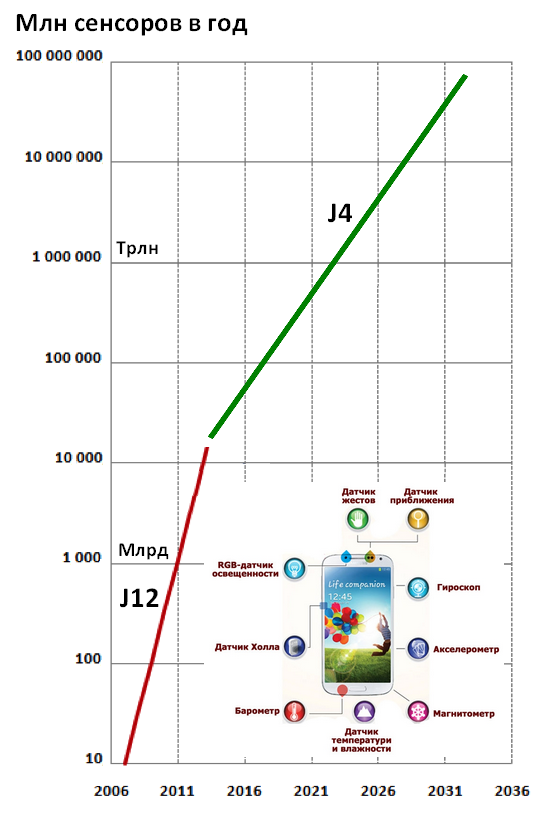 Млн сенсоров в год
100 000 000
10 000 000
J4
Трлн
1 000 000
100 000
10 000
Датчик
жестов
Датчик
приближения
Млрд
1 000
RGB-датчик
освещенности
Life companion
12:45
Гироскоп
J12
Датчик Холла
Акселерометр
100
Барометр
Магнитометр
Датчик
температури
и влажности
10
2006 2011 2016 2021 2026 2031 2036